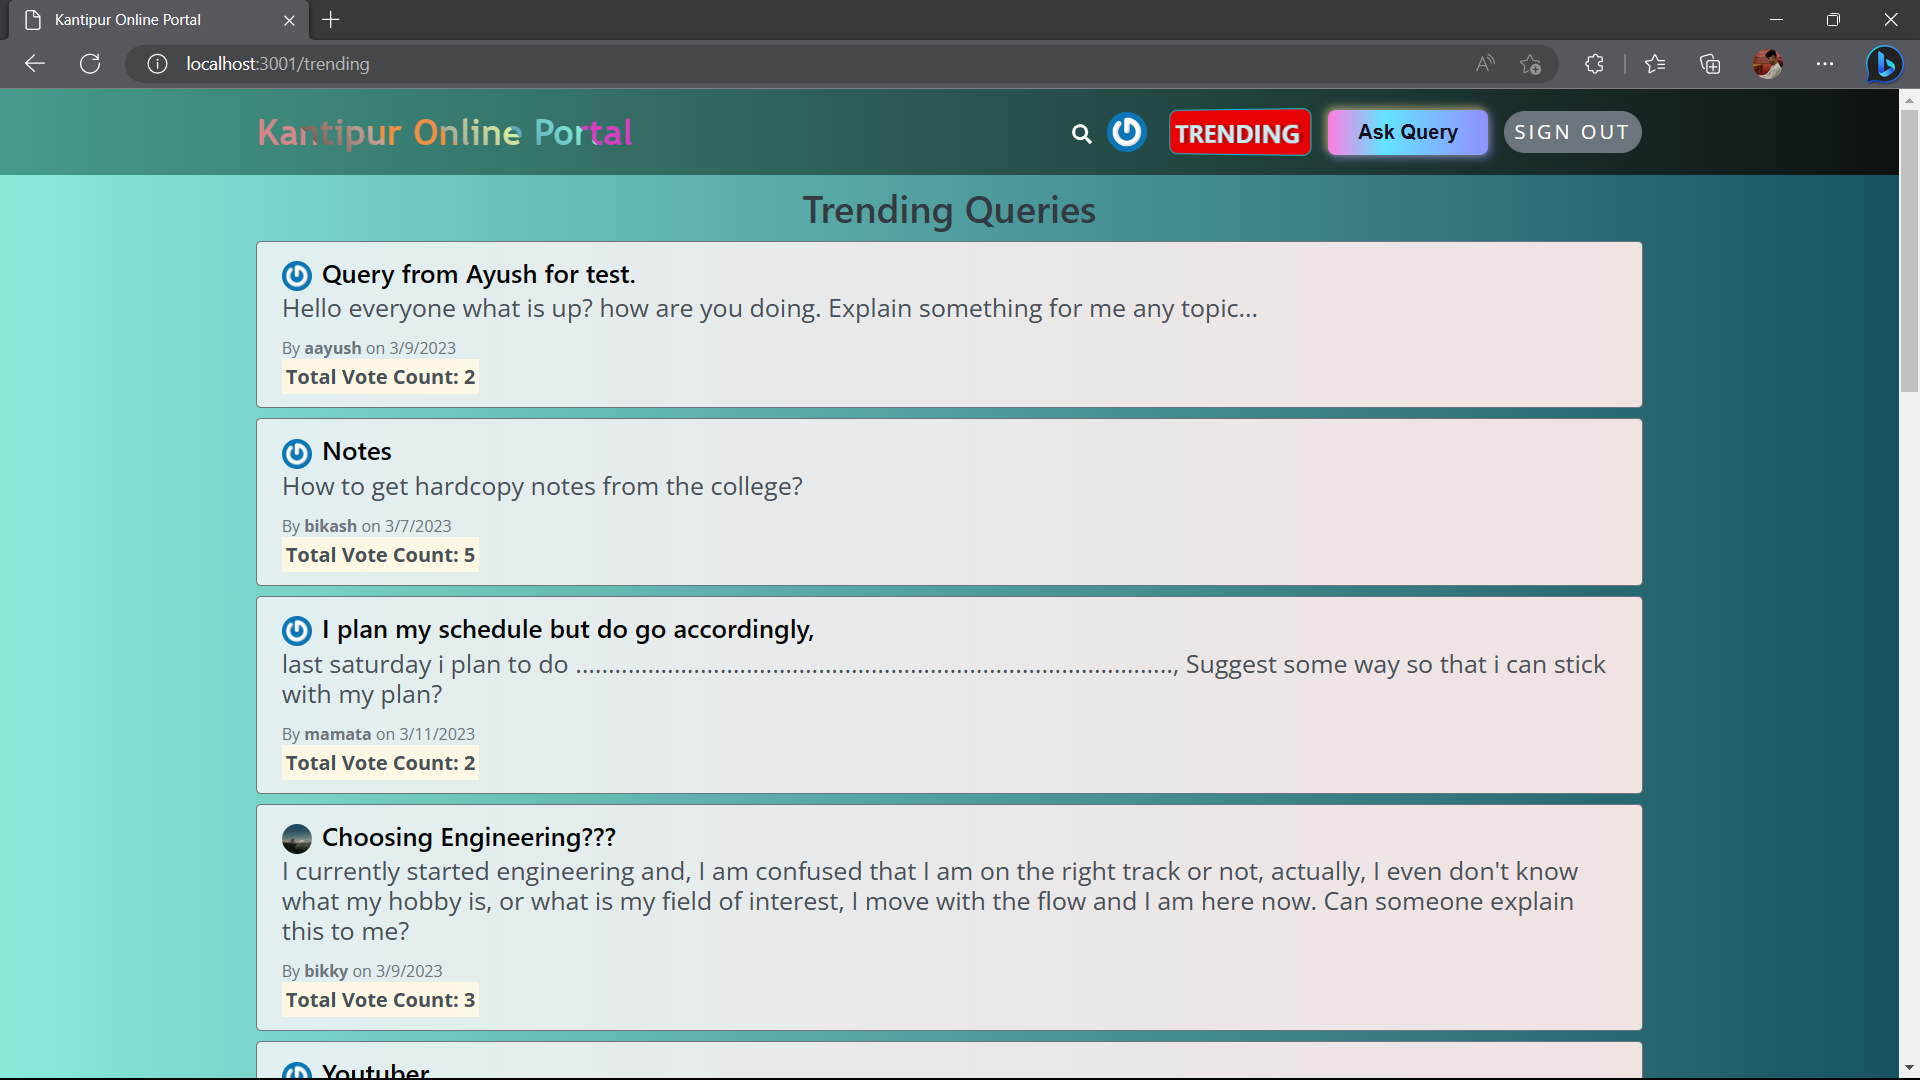 Kantipur Online Portal
localhost:3001/trending
Kantipur Online Portal
TRENDING
Ask Query
SIGN OUT
Trending Queries
Query from Ayush for test.
Hello everyone what is up? how are you doing. Explain something for me any topic...
By aayush on 3/9/2023
Total Vote Count: 2
Notes
How to get hardcopy notes from the college?
By bikash on 3/7/2023
Total Vote Count: 5
I plan my schedule but do go accordingly,
last saturday i plan to do ............................................................................................, Suggest some way so that i can stick
with my plan?
By mamata on 3/11/2023
Total Vote Count: 2
Choosing Engineering???
I currently started engineering and, I am confused that I am on the right track or not, actually, I even don't know
what my hobby is, or what is my field of interest, I move with the flow and I am here now. Can someone explain
this to me?
By bikky on 3/9/2023
Total Vote Count: 3
Youtuber